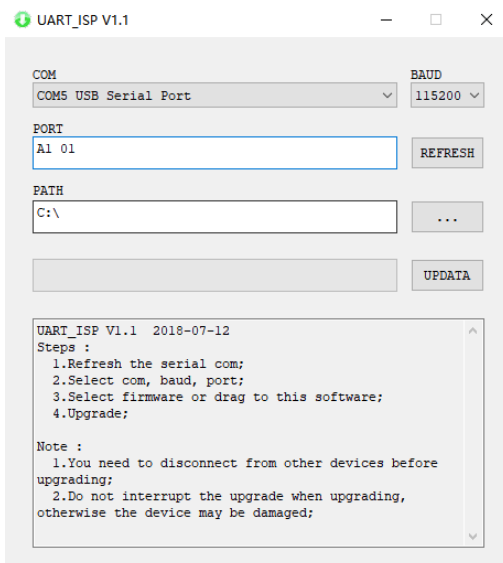 UART_ISP V1.1
COM
BAUD
COM5 USB Serial Port
115200
PORT
A1 01
REFRESH
PATH
C:\
...
UPDATA
UART_ISP V1.1  2018-07-12
Steps :
1.Refresh the serial com;
2.Select com, baud, port;
3.Select firmware or drag to this software;
4.Upgrade;
Note :
1.You need to disconnect from other devices before
upgrading;
2.Do not interrupt the upgrade when upgrading,
otherwise the device may be damaged;